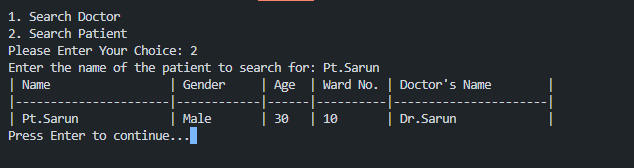 1. Search Doctor
2. Search Patient
Please Enter Your Choice: 2
Enter the name of the patient to search for: Pt.Sarun
| Name                | Gender     | Age  | Ward No. | Doctor's Name       |
|---------------------|------------|------|----------|---------------------|
| Pt.Sarun            | Male       | 30   | 10       | Dr.Sarun            |
Press Enter to continue...